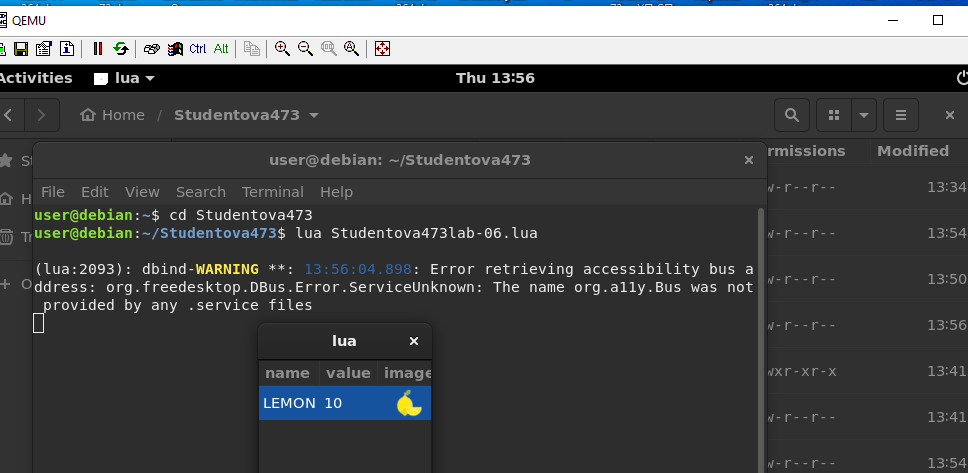 QEMU
Ctrl Alt
Activities lua Thu 13:56
Home / Studentova473
rmissions Modified
user@debian: ~/Studentova473
File Edit View Search Terminal Help
user@debian:~$ cd Studentova473
user@debian:~/Studentova473$ lua Studentova473lab-06.lua
(lua:2093): dbind-WARNING **: 13:56:04.898: Error retrieving accessibility bus a
ddress: org.freedesktop.DBus.Error.ServiceUnknown: The name org.a11y.Bus was not
provided by any .service files
lua
name value image
LEMON 10
w-r--r-- 13:34
w-r--r-- 13:54
w-r--r-- 13:50
w-r--r-- 13:56
wxr-xr-x 13:41
w-r--r-- 13:41
w-r--r-- 13:54